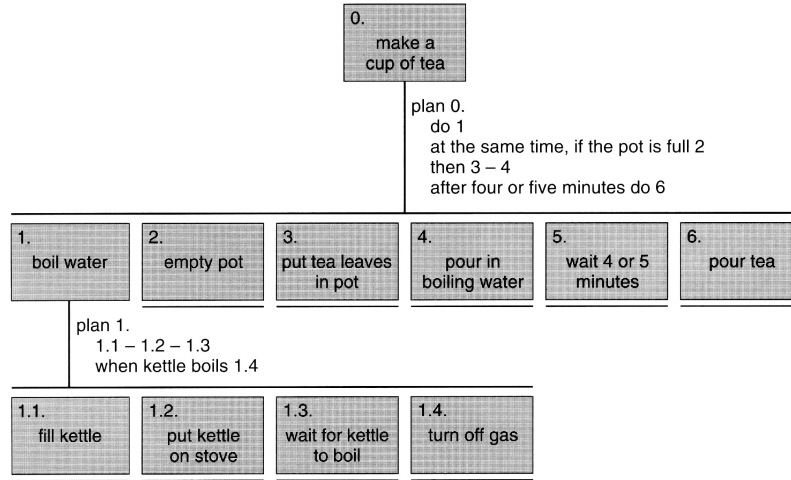 0.
make a
cup of tea
plan 0.
do 1
at the same time, if the pot is full 2
then 3 – 4
after four or five minutes do 6
1.
boil water
2.
empty pot
3.
put tea leaves
in pot
4.
pour in
boiling water
5.
wait 4 or 5
minutes
6.
pour tea
plan 1.
1.1 – 1.2 – 1.3
when kettle boils 1.4
1.1.
fill kettle
1.2.
put kettle
on stove
1.3.
wait for kettle
to boil
1.4.
turn off gas